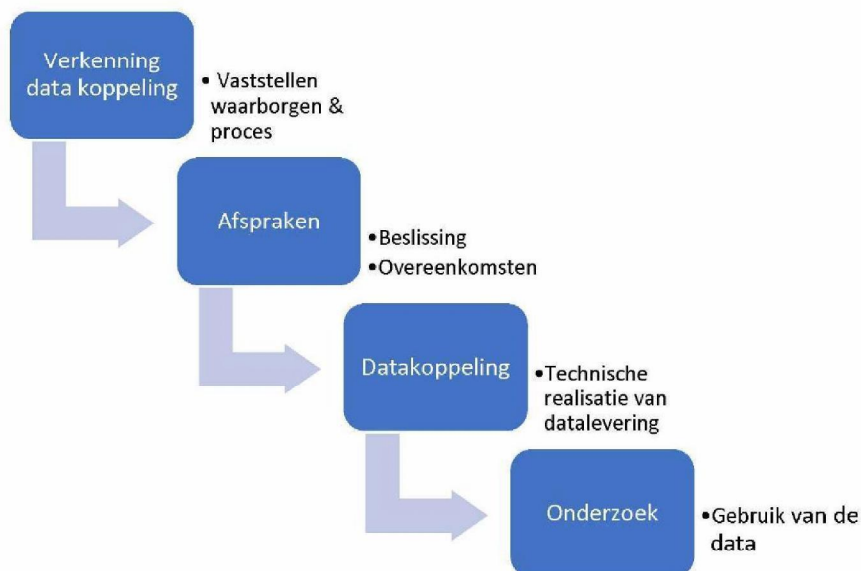 Verkenning
data koppeling
• Vaststellen
waarborgen &
proces
Afspraken
•Beslissing
•Overeenkomsten
Datakoppeling
•Technische
realisatie van
datalevering
Onderzoek
•Gebruik van de
data